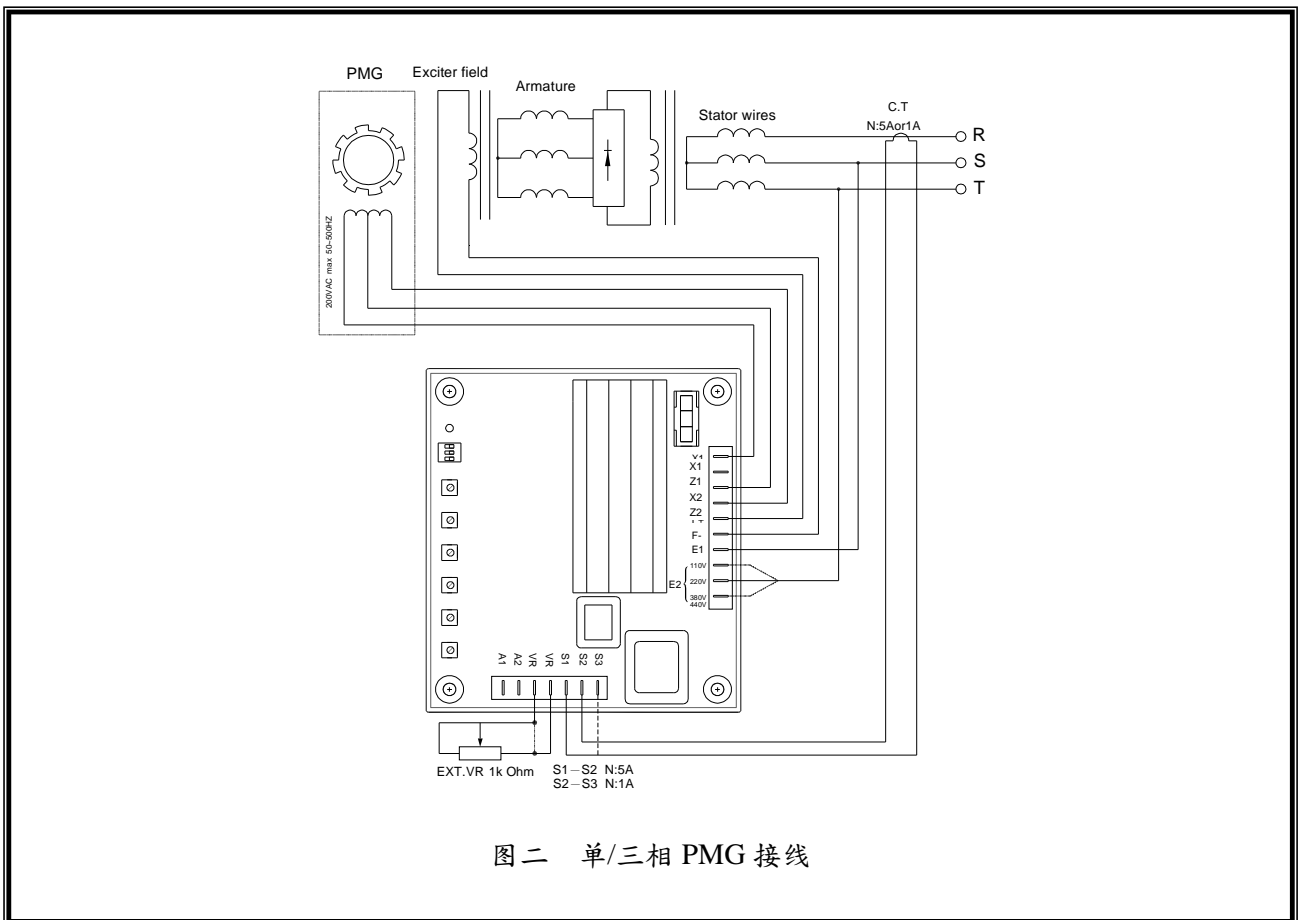 PMG
Exciter field
Armature
Stator wires
C.T
N:5Aor1A
R
S
T
200VAC max 50~500HZ
X1
Z1
X2
Z2
F-
E1
110V
E2
220V
380V
440V
A1
A2
VR
VR
S1
S2
S3
EXT.VR 1k Ohm
S1—S2 N:5A
S2—S3 N:1A
图二 单/三相 PMG 接线